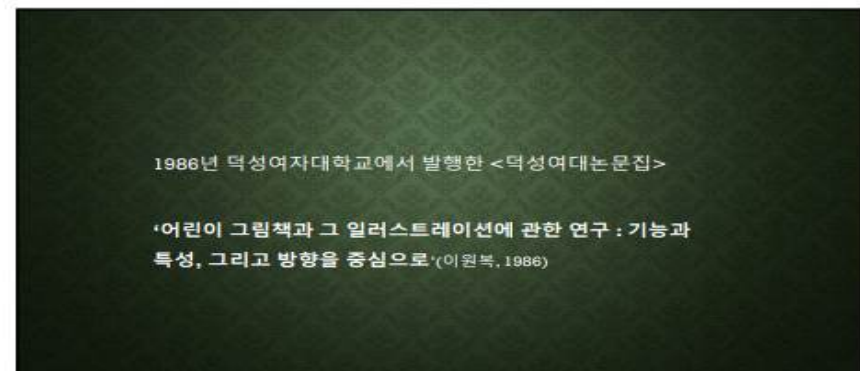 1986년 덕성여자대학교에서 발행한 <덕성여대논문집>
‘어린이 그림책과 그 일러스트레이션에 관한 연구 : 기능과
특성, 그리고 방향을 중심으로‘(이원복, 1986)